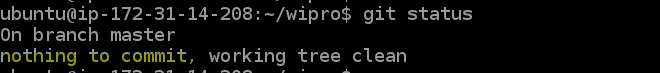 ubuntu@ip-172-31-14-208:~/wipro$ git status
On branch master
nothing to commit, working tree clean